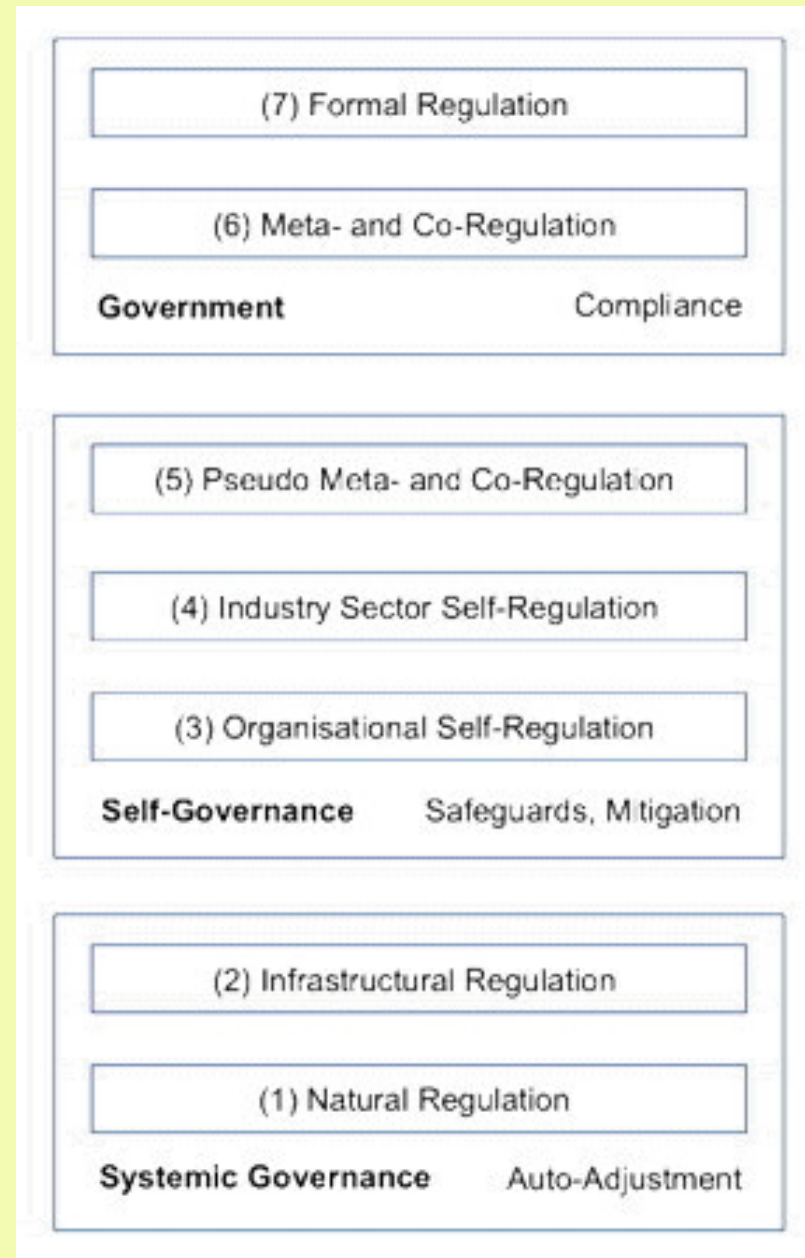 (7) Formal Regulation
(6) Meta- and Co-Regulation
Government Compliance
(5) Pseudo Meta- and Co-Regulation
(4) Industry Sector Self-Regulation
(3) Organisational Self-Regulation
Self-Governance Safeguards, Mitigation
(2) Infrastructural Regulation
(1) Natural Regulation
Systemic Governance Auto-Adjustment